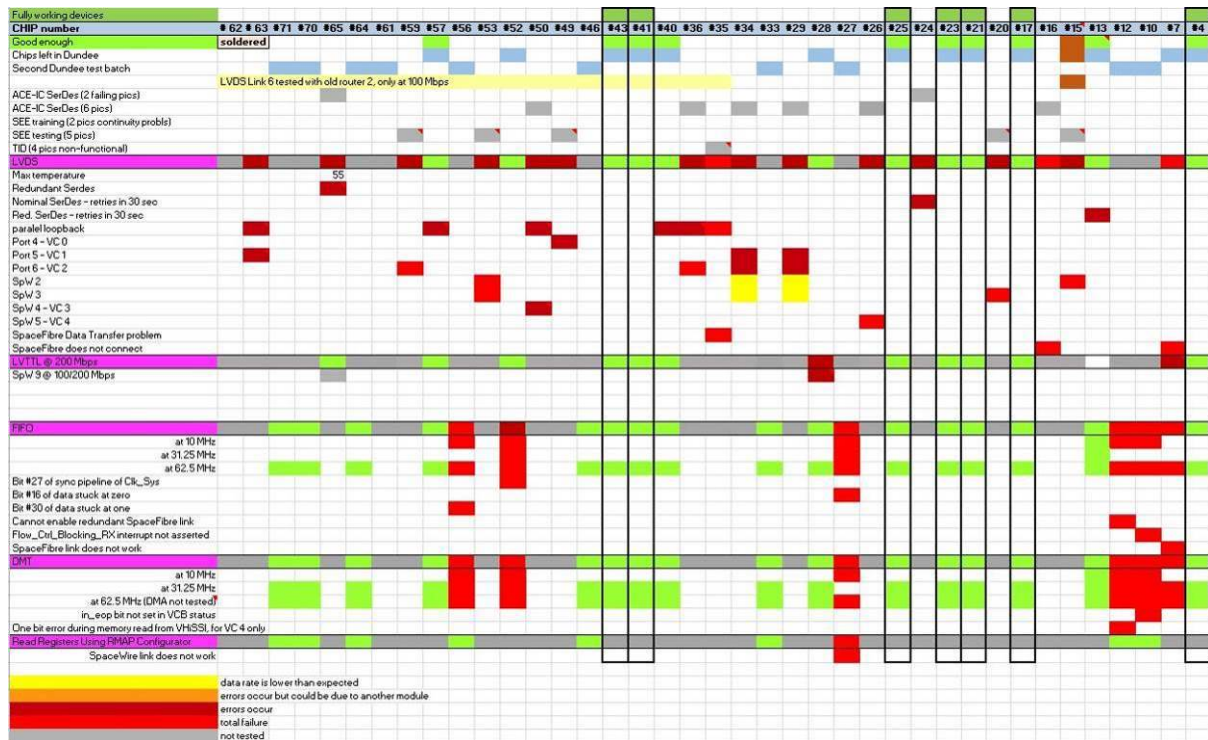 Fully working devices
CHIP number # 62 # 63 #71 #70 #65 #57 #56 #53 #52 #50 #49 #46 #43 #41 #40 #36 #35 #34 #33 #29 #28 #27 #26 #25 #24 #23 #21 #20 #17 #16 #15 #13 #12 #10 #7 #4
Good enough soldered
Chips left in Dundee
Second Dundee test batch
LVDS Link 6 tested with old router 2, only at 100 Mbps
ACE-IC SerDes (2 failing pics)
ACE-IC SerDes (6 pics)
SEE training (2 pics continuity probls)
SEE testing (5 pics)
TID (4 pics non-functional)
LVDS
Max temperature 55
Redundant Serdes
Nominal SerDes - retries in 30 sec
Red. SerDes - retries in 30 sec
paralel loopback
Port 4 - VC 0
Port 5 - VC 1
Port 6 - VC 2
SpW 2
SpW 3
SpW 4 - VC 3
SpW 5 - VC 4
SpaceFibre Data Transfer problem
SpaceFibre does not connect
LVTTL @ 200 Mbps
SpW 9 @ 100/200 Mbps
FIFO
at 10 MHz
at 31.25 MHz
at 62.5 MHz
Bit #27 of sync pipeline of Clk_Sys
Bit #16 of data stuck at zero
Bit #30 of data stuck at one
Cannot enable redundant SpaceFibre link
Flow_Ctrl_Blocking_RX interrupt not asserted
SpaceFibre link does not work
DMT
at 10 MHz
at 31.25 MHz
at 62.5 MHz (DMA not tested)
in_eop bit not set in VCB status
One bit error during memory read from VHiSSI, for VC 4 only
Read Registers Using RMAP Configurator
SpaceWire link does not work
data rate is lower than expected
errors occur but could be due to another module
errors occur
total failure
not tested